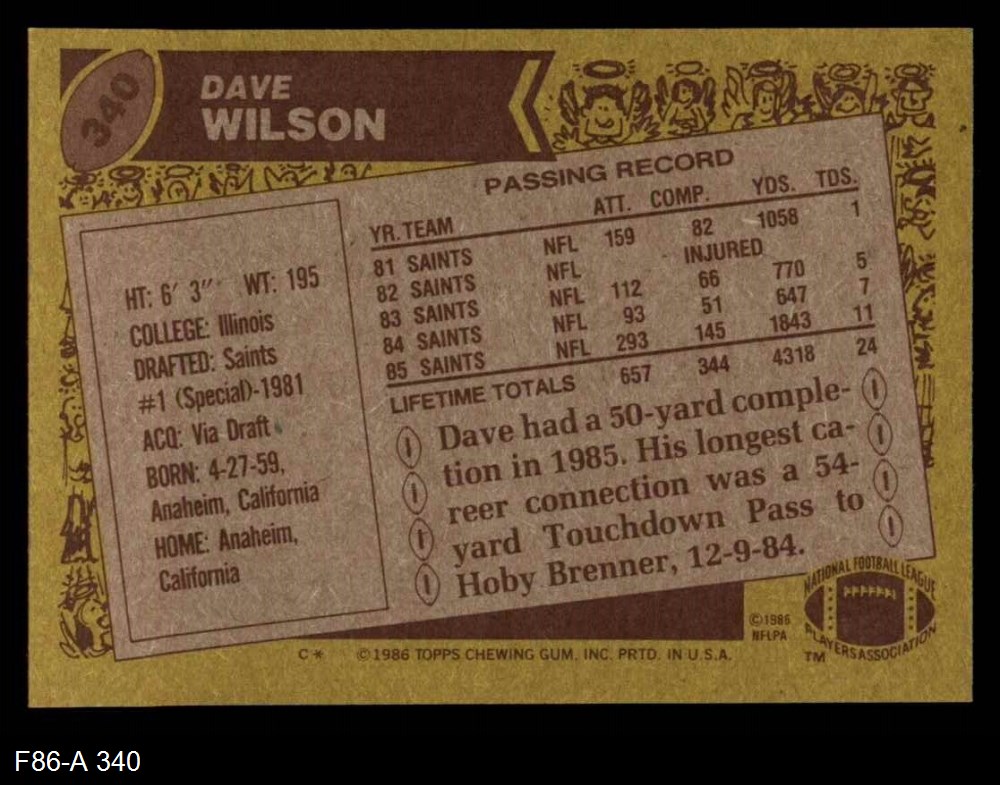 340
DAVE
WILSON
HT: 6' 3" WT: 195
COLLEGE: Illinois
DRAFTED: Saints
#1 (Special)-1981
ACQ: Via Draft
BORN: 4-27-59,
Anaheim, California
HOME: Anaheim,
California
PASSING RECORD
YR. TEAM ATT. COMP. YDS. TDS.
81 SAINTS NFL 159 82 1058 1
82 SAINTS NFL INJURED
83 SAINTS NFL 112 66 770 5
84 SAINTS NFL 93 51 647 7
85 SAINTS NFL 293 145 1843 11
LIFETIME TOTALS 657 344 4318 24
Dave had a 50-yard comple-
tion in 1985. His longest ca-
reer connection was a 54-
yard Touchdown Pass to
Hoby Brenner, 12-9-84.
©1986
NFLPA
NATIONAL FOOTBALL LEAGUE
PLAYERS ASSOCIATION
TM
C* ©1986 TOPPS CHEWING GUM, INC. PRTD. IN U.S.A.
F86-A 340